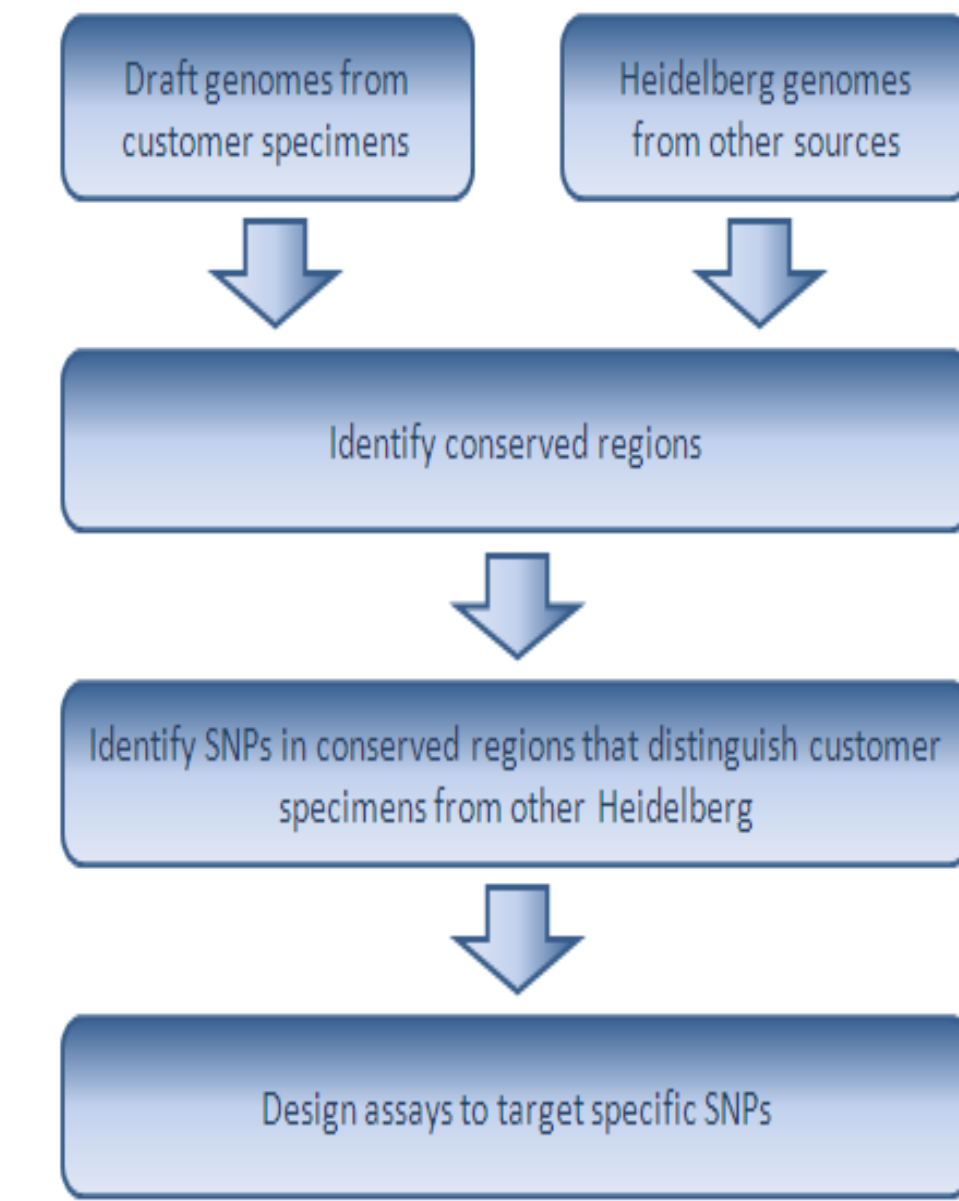 Draft genomes from
customer specimens
Heidelberg genomes
from other sources
Identify conserved regions
Identify SNPs in conserved regions that distinguish customer
specimens from other Heidelberg
Design assays to target specific SNPs